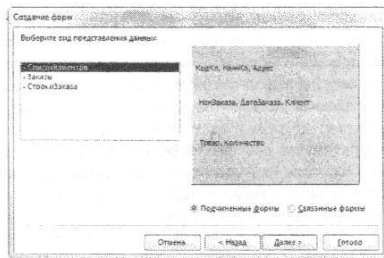 Создание форм
Выберите вид представления данных:
- СписокКлиентов
- Заказы
- СтрокиЗаказа
КодКл, НаимКл, Адрес
НомЗаказа, ДатаЗаказа, Клиент
Товар, Количество
Подчиненные формы
Связанные формы
Отмена
< Назад
Далее >
Готово